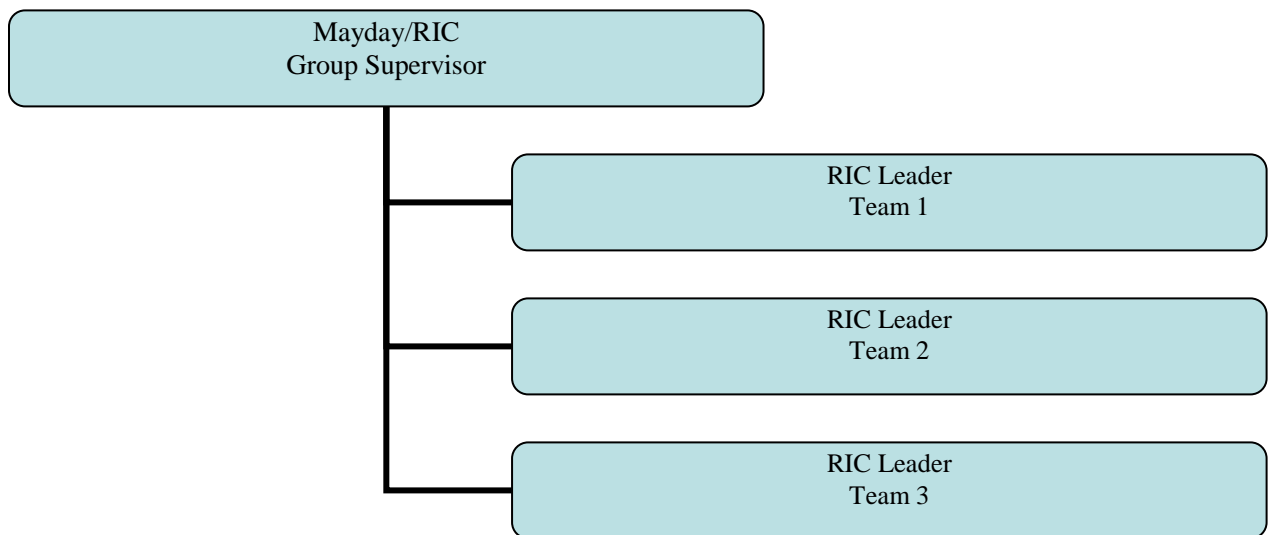 Mayday/RIC
Group Supervisor
RIC Leader
Team 1
RIC Leader
Team 2
RIC Leader
Team 3